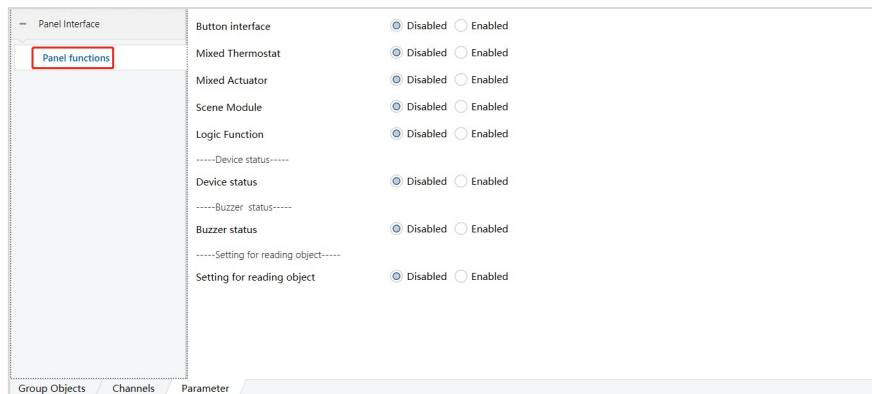 − Panel Interface
Panel functions
Button interface Disabled Enabled
Mixed Thermostat Disabled Enabled
Mixed Actuator Disabled Enabled
Scene Module Disabled Enabled
Logic Function Disabled Enabled
-----Device status-----
Device status Disabled Enabled
-----Buzzer status-----
Buzzer status Disabled Enabled
-----Setting for reading object-----
Setting for reading object Disabled Enabled
Group Objects Channels Parameter